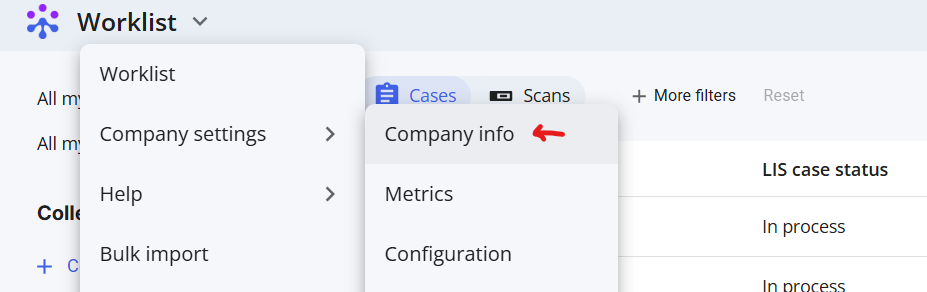 Worklist
Worklist
All my
Cases
Scans
More filters
Reset
Company settings
Company info
All my
LIS case status
Help
Metrics
Colle
In process
Bulk import
Configuration
C
In process